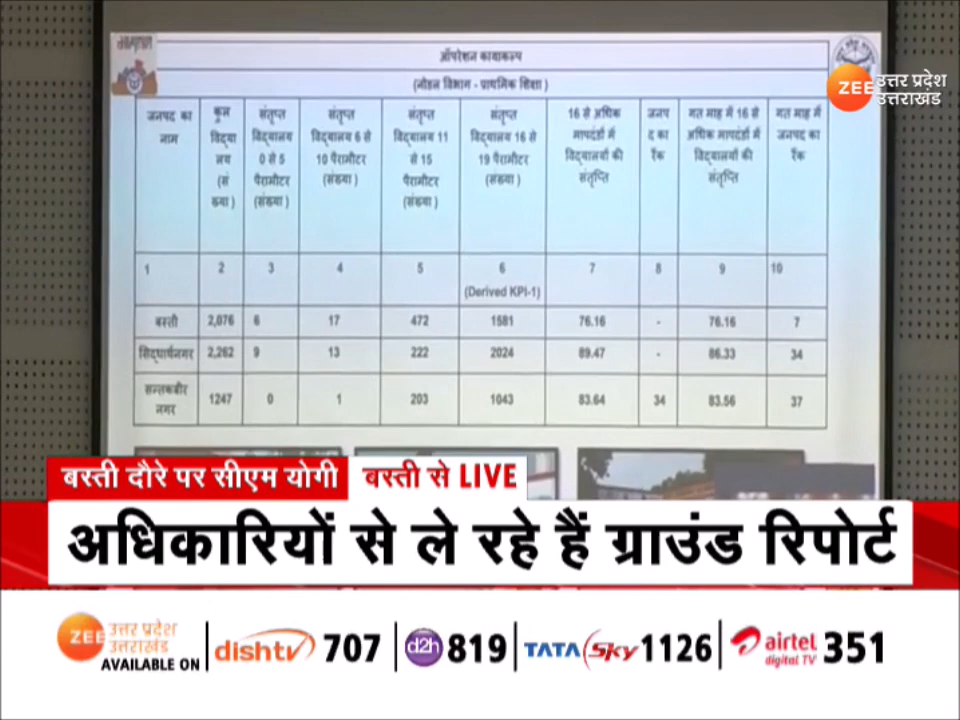 ऑपरेशन कायाकल्प
(नोडल विभाग - प्राथमिक शिक्षा)
ZEE उत्तर प्रदेश
उत्तराखंड
जनपद का नाम
कुल विद्यालय (संख्या)
संतृप्त विद्यालय 0 से 5 पैरामीटर (संख्या)
संतृप्त विद्यालय 6 से 10 पैरामीटर (संख्या)
संतृप्त विद्यालय 11 से 15 पैरामीटर (संख्या)
संतृप्त विद्यालय 16 से 19 पैरामीटर (संख्या)
16 से अधिक मापदंडों में विद्यालयों की संतृप्ति
जनपद का रैंक
गत माह में 16 से अधिक मापदंडों में विद्यालयों की संतृप्ति
गत माह में जनपद का रैंक
1 2 3 4 5 6 7 8 9 10
(Derived KPI-1)
बस्ती 2,076 6 17 472 1581 76.16 - 76.16 7
सिद्धार्थनगर 2,262 9 13 222 2024 89.47 - 86.33 34
सन्तकबीर नगर 1247 0 1 203 1043 83.64 34 83.56 37
बस्ती दौरे पर सीएम योगी बस्ती से LIVE
अधिकारियों से ले रहे हैं ग्राउंड रिपोर्ट
ZEE उत्तर प्रदेश
उत्तराखंड
AVAILABLE ON
dishtv 707 d2h 819 TATA Sky 1126 airtel digital TV 351